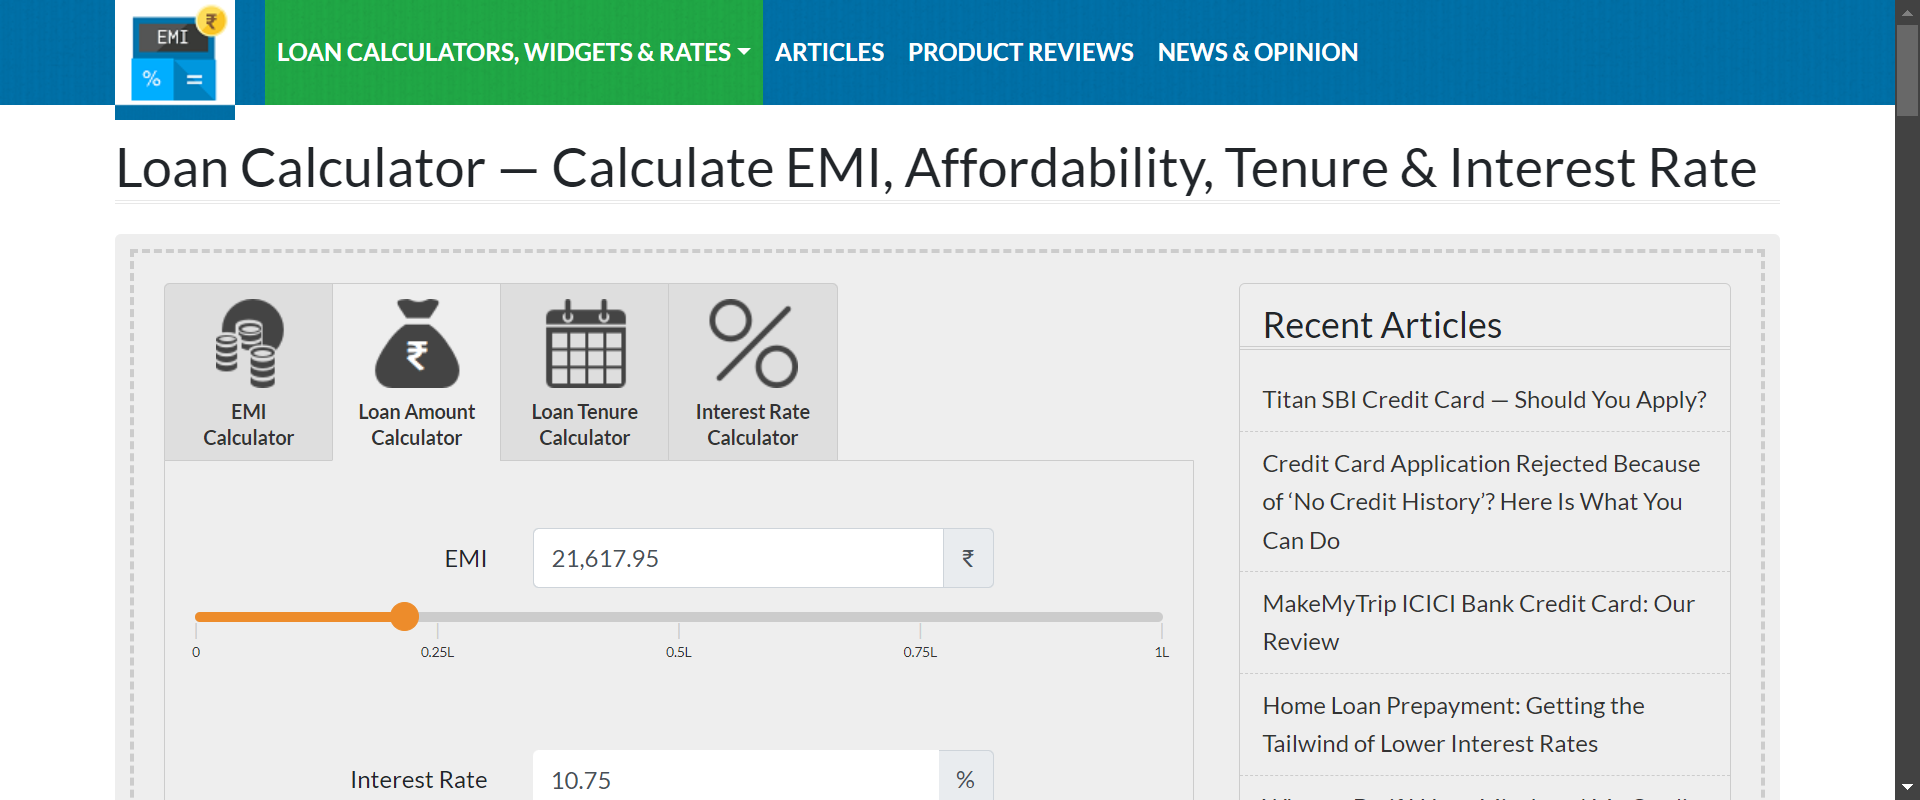 EMI
% =
LOAN CALCULATORS, WIDGETS & RATES
ARTICLES
PRODUCT REVIEWS
NEWS & OPINION
Loan Calculator — Calculate EMI, Affordability, Tenure & Interest Rate
EMI
Calculator
Loan Amount
Calculator
Loan Tenure
Calculator
Interest Rate
Calculator
EMI
21,617.95
₹
0
0.25L
0.5L
0.75L
1L
Interest Rate
10.75
%
Recent Articles
Titan SBI Credit Card — Should You Apply?
Credit Card Application Rejected Because
of ‘No Credit History’? Here Is What You
Can Do
MakeMyTrip ICICI Bank Credit Card: Our
Review
Home Loan Prepayment: Getting the
Tailwind of Lower Interest Rates